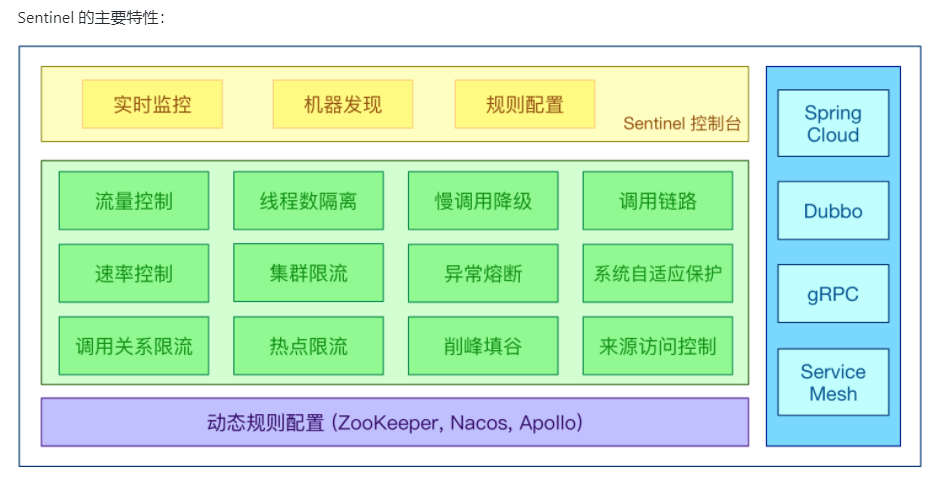 Sentinel 的主要特性：
实时监控
机器发现
规则配置
Sentinel 控制台
流量控制
线程数隔离
慢调用降级
调用链路
速率控制
集群限流
异常熔断
系统自适应保护
调用关系限流
热点限流
削峰填谷
来源访问控制
动态规则配置 (ZooKeeper, Nacos, Apollo)
Spring
Cloud
Dubbo
gRPC
Service
Mesh